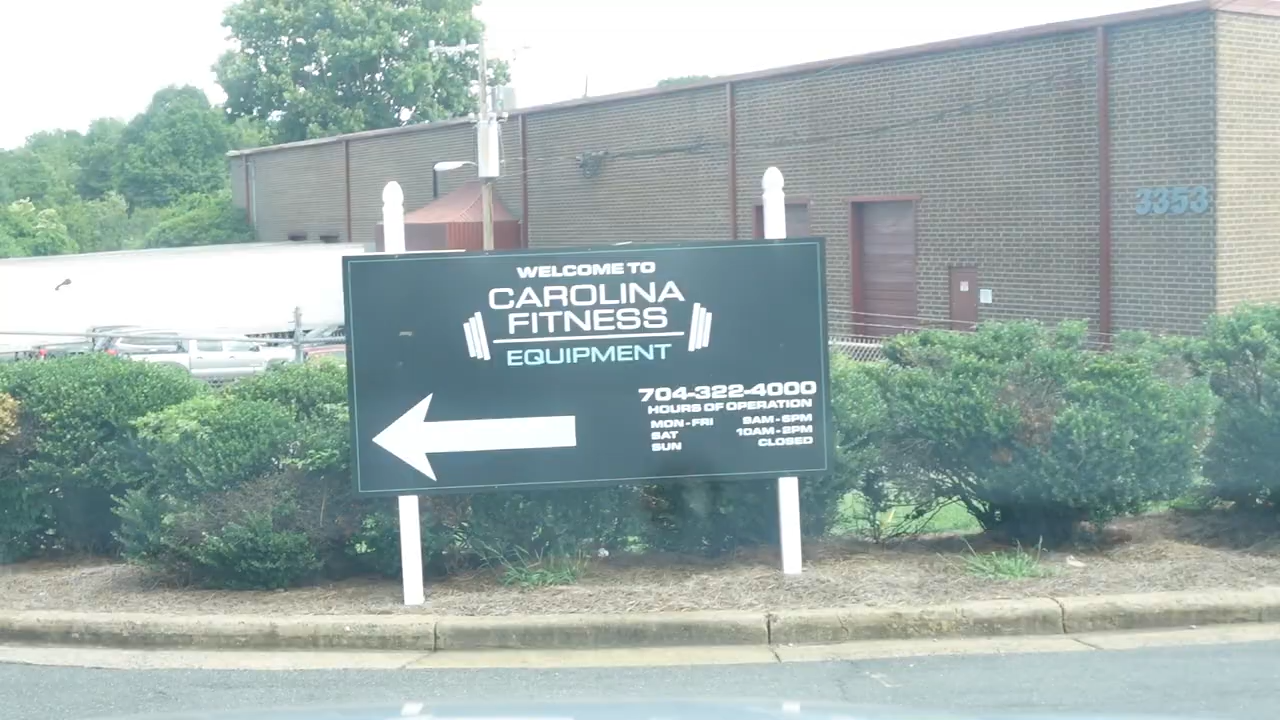 WELCOME TO
CAROLINA
FITNESS
EQUIPMENT
704-322-4000
HOURS OF OPERATION
MON - FRI 9AM - 6PM
SAT 10AM - 2PM
SUN CLOSED
3353